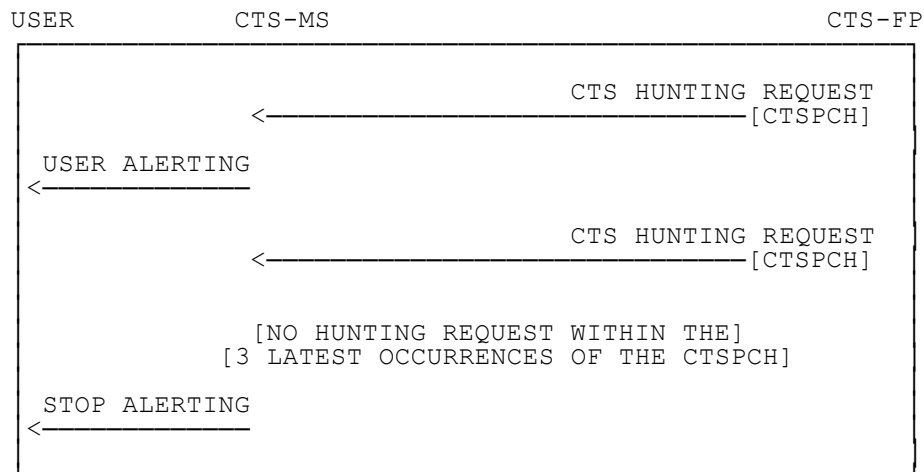 USER CTS-MS CTS-FP
CTS HUNTING REQUEST
[CTSPCH]
USER ALERTING
CTS HUNTING REQUEST
[CTSPCH]
[NO HUNTING REQUEST WITHIN THE]
[3 LATEST OCCURRENCES OF THE CTSPCH]
STOP ALERTING